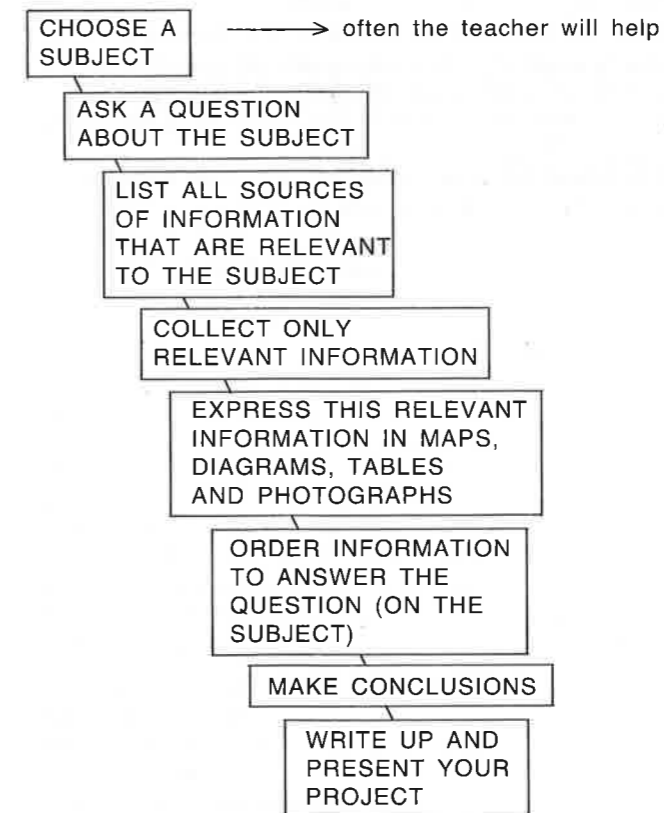 CHOOSE A
SUBJECT
often the teacher will help
ASK A QUESTION
ABOUT THE SUBJECT
LIST ALL SOURCES
OF INFORMATION
THAT ARE RELEVANT
TO THE SUBJECT
COLLECT ONLY
RELEVANT INFORMATION
EXPRESS THIS RELEVANT
INFORMATION IN MAPS,
DIAGRAMS, TABLES
AND PHOTOGRAPHS
ORDER INFORMATION
TO ANSWER THE
QUESTION (ON THE
SUBJECT)
MAKE CONCLUSIONS
WRITE UP AND
PRESENT YOUR
PROJECT